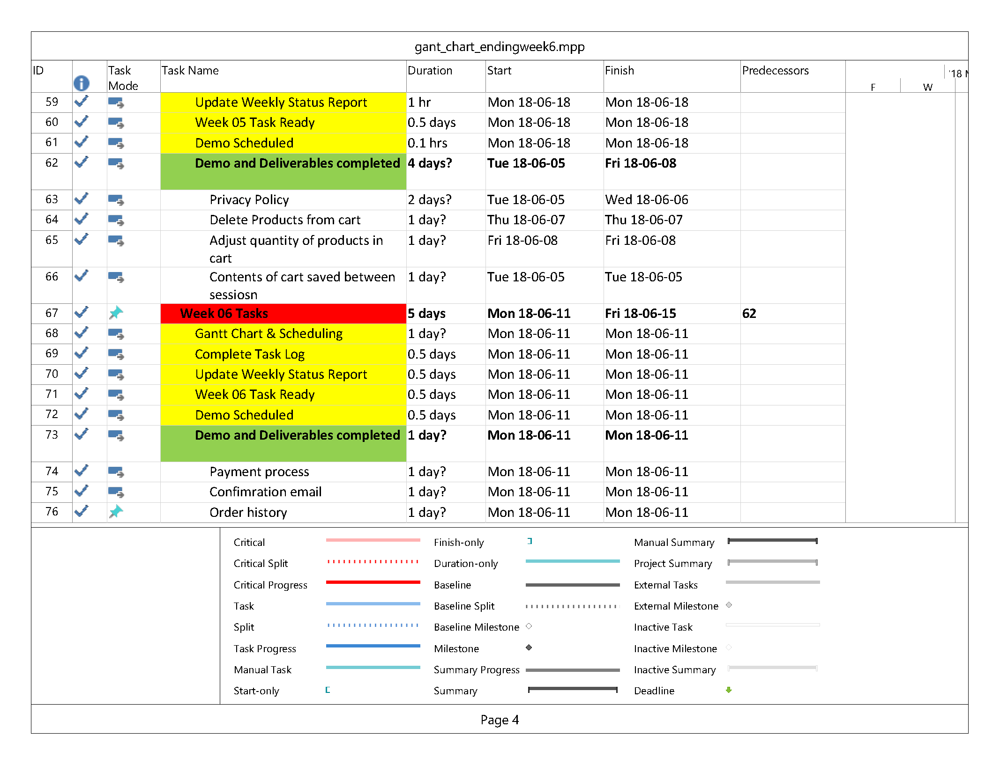 gant_chart_endingweek6.mpp
ID Task Mode Task Name Duration Start Finish Predecessors '18
F W
59 Update Weekly Status Report 1 hr Mon 18-06-18 Mon 18-06-18
60 Week 05 Task Ready 0.5 days Mon 18-06-18 Mon 18-06-18
61 Demo Scheduled 0.1 hrs Mon 18-06-18 Mon 18-06-18
62 Demo and Deliverables completed 4 days? Tue 18-06-05 Fri 18-06-08
63 Privacy Policy 2 days? Tue 18-06-05 Wed 18-06-06
64 Delete Products from cart 1 day? Thu 18-06-07 Thu 18-06-07
65 Adjust quantity of products in 1 day? Fri 18-06-08 Fri 18-06-08
cart
66 Contents of cart saved between 1 day? Tue 18-06-05 Tue 18-06-05
sessiosn
67 Week 06 Tasks 5 days Mon 18-06-11 Fri 18-06-15 62
68 Gantt Chart & Scheduling 1 day? Mon 18-06-11 Mon 18-06-11
69 Complete Task Log 0.5 days Mon 18-06-11 Mon 18-06-11
70 Update Weekly Status Report 0.5 days Mon 18-06-11 Mon 18-06-11
71 Week 06 Task Ready 0.5 days Mon 18-06-11 Mon 18-06-11
72 Demo Scheduled 0.5 days Mon 18-06-11 Mon 18-06-11
73 Demo and Deliverables completed 1 day? Mon 18-06-11 Mon 18-06-11
74 Payment process 1 day? Mon 18-06-11 Mon 18-06-11
75 Confimration email 1 day? Mon 18-06-11 Mon 18-06-11
76 Order history 1 day? Mon 18-06-11 Mon 18-06-11
Critical Finish-only Manual Summary
Critical Split Duration-only Project Summary
Critical Progress Baseline External Tasks
Task Baseline Split External Milestone
Split Baseline Milestone Inactive Task
Task Progress Milestone Inactive Milestone
Manual Task Summary Progress Inactive Summary
Start-only Summary Deadline
Page 4